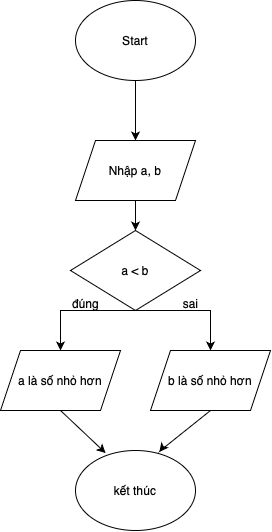 Start
Nhập a, b
a < b
đúng
sai
a là số nhỏ hơn
b là số nhỏ hơn
kết thúc